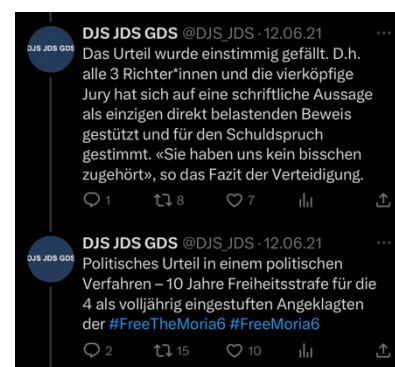 DJS JDS GDS @DJS_JDS · 12.06.21
DJS JDS GDS
Das Urteil wurde einstimmig gefällt. D.h.
alle 3 Richter*innen und die vierköpfige
Jury hat sich auf eine schriftliche Aussage
als einzigen direkt belastenden Beweis
gestützt und für den Schuldspruch
gestimmt. «Sie haben uns kein bisschen
zugehört», so das Fazit der Verteidigung.
1 8 7
DJS JDS GDS @DJS_JDS · 12.06.21
DJS JDS GDS
Politisches Urteil in einem politischen
Verfahren – 10 Jahre Freiheitsstrafe für die
4 als volljährig eingestuften Angeklagten
der #FreeTheMoria6 #FreeMoria6
2 15 10